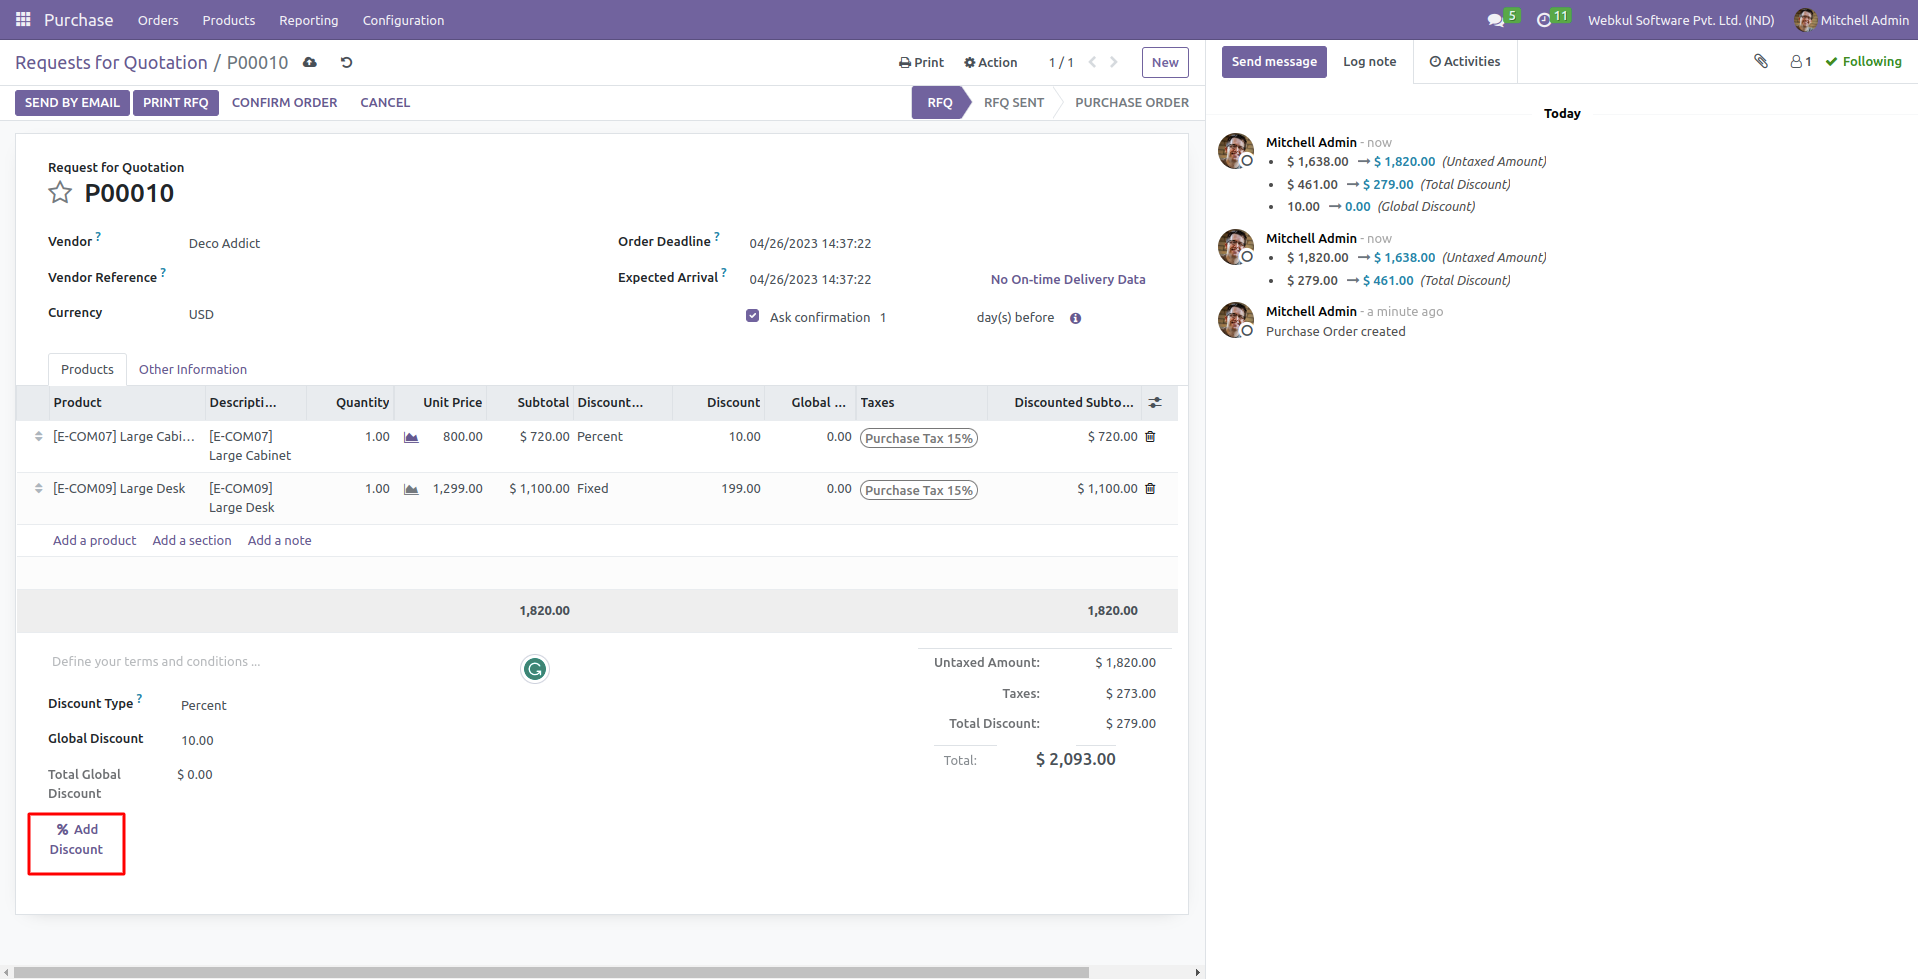 Purchase Orders Products Reporting Configuration 5 11 Webkul Software Pvt. Ltd. (IND) Mitchell Admin
Requests for Quotation / P00010 Print Action 1 / 1 New
SEND BY EMAIL PRINT RFQ CONFIRM ORDER CANCEL RFQ RFQ SENT PURCHASE ORDER
Request for Quotation
P00010
Vendor ? Deco Addict Order Deadline ? 04/26/2023 14:37:22
Vendor Reference ? Expected Arrival ? 04/26/2023 14:37:22 No On-time Delivery Data
Currency USD Ask confirmation 1 day(s) before
Products Other Information
Product Descripti... Quantity Unit Price Subtotal Discount... Discount Global ... Taxes Discounted Subto...
[E-COM07] Large Cabi... [E-COM07] 1.00 800.00 $ 720.00 Percent 10.00 0.00 Purchase Tax 15% $ 720.00
Large Cabinet
[E-COM09] Large Desk [E-COM09] 1.00 1,299.00 $ 1,100.00 Fixed 199.00 0.00 Purchase Tax 15% $ 1,100.00
Large Desk
Add a product Add a section Add a note
1,820.00 1,820.00
Define your terms and conditions ...
Untaxed Amount: $ 1,820.00
Taxes: $ 273.00
Total Discount: $ 279.00
Total: $ 2,093.00
Discount Type ? Percent
Global Discount 10.00
Total Global $ 0.00
Discount
% Add
Discount
Send message Log note Activities 1 Following
Today
Mitchell Admin - now
• $ 1,638.00 → $ 1,820.00 (Untaxed Amount)
• $ 461.00 → $ 279.00 (Total Discount)
• 10.00 → 0.00 (Global Discount)
Mitchell Admin - now
• $ 1,820.00 → $ 1,638.00 (Untaxed Amount)
• $ 279.00 → $ 461.00 (Total Discount)
Mitchell Admin - a minute ago
Purchase Order created